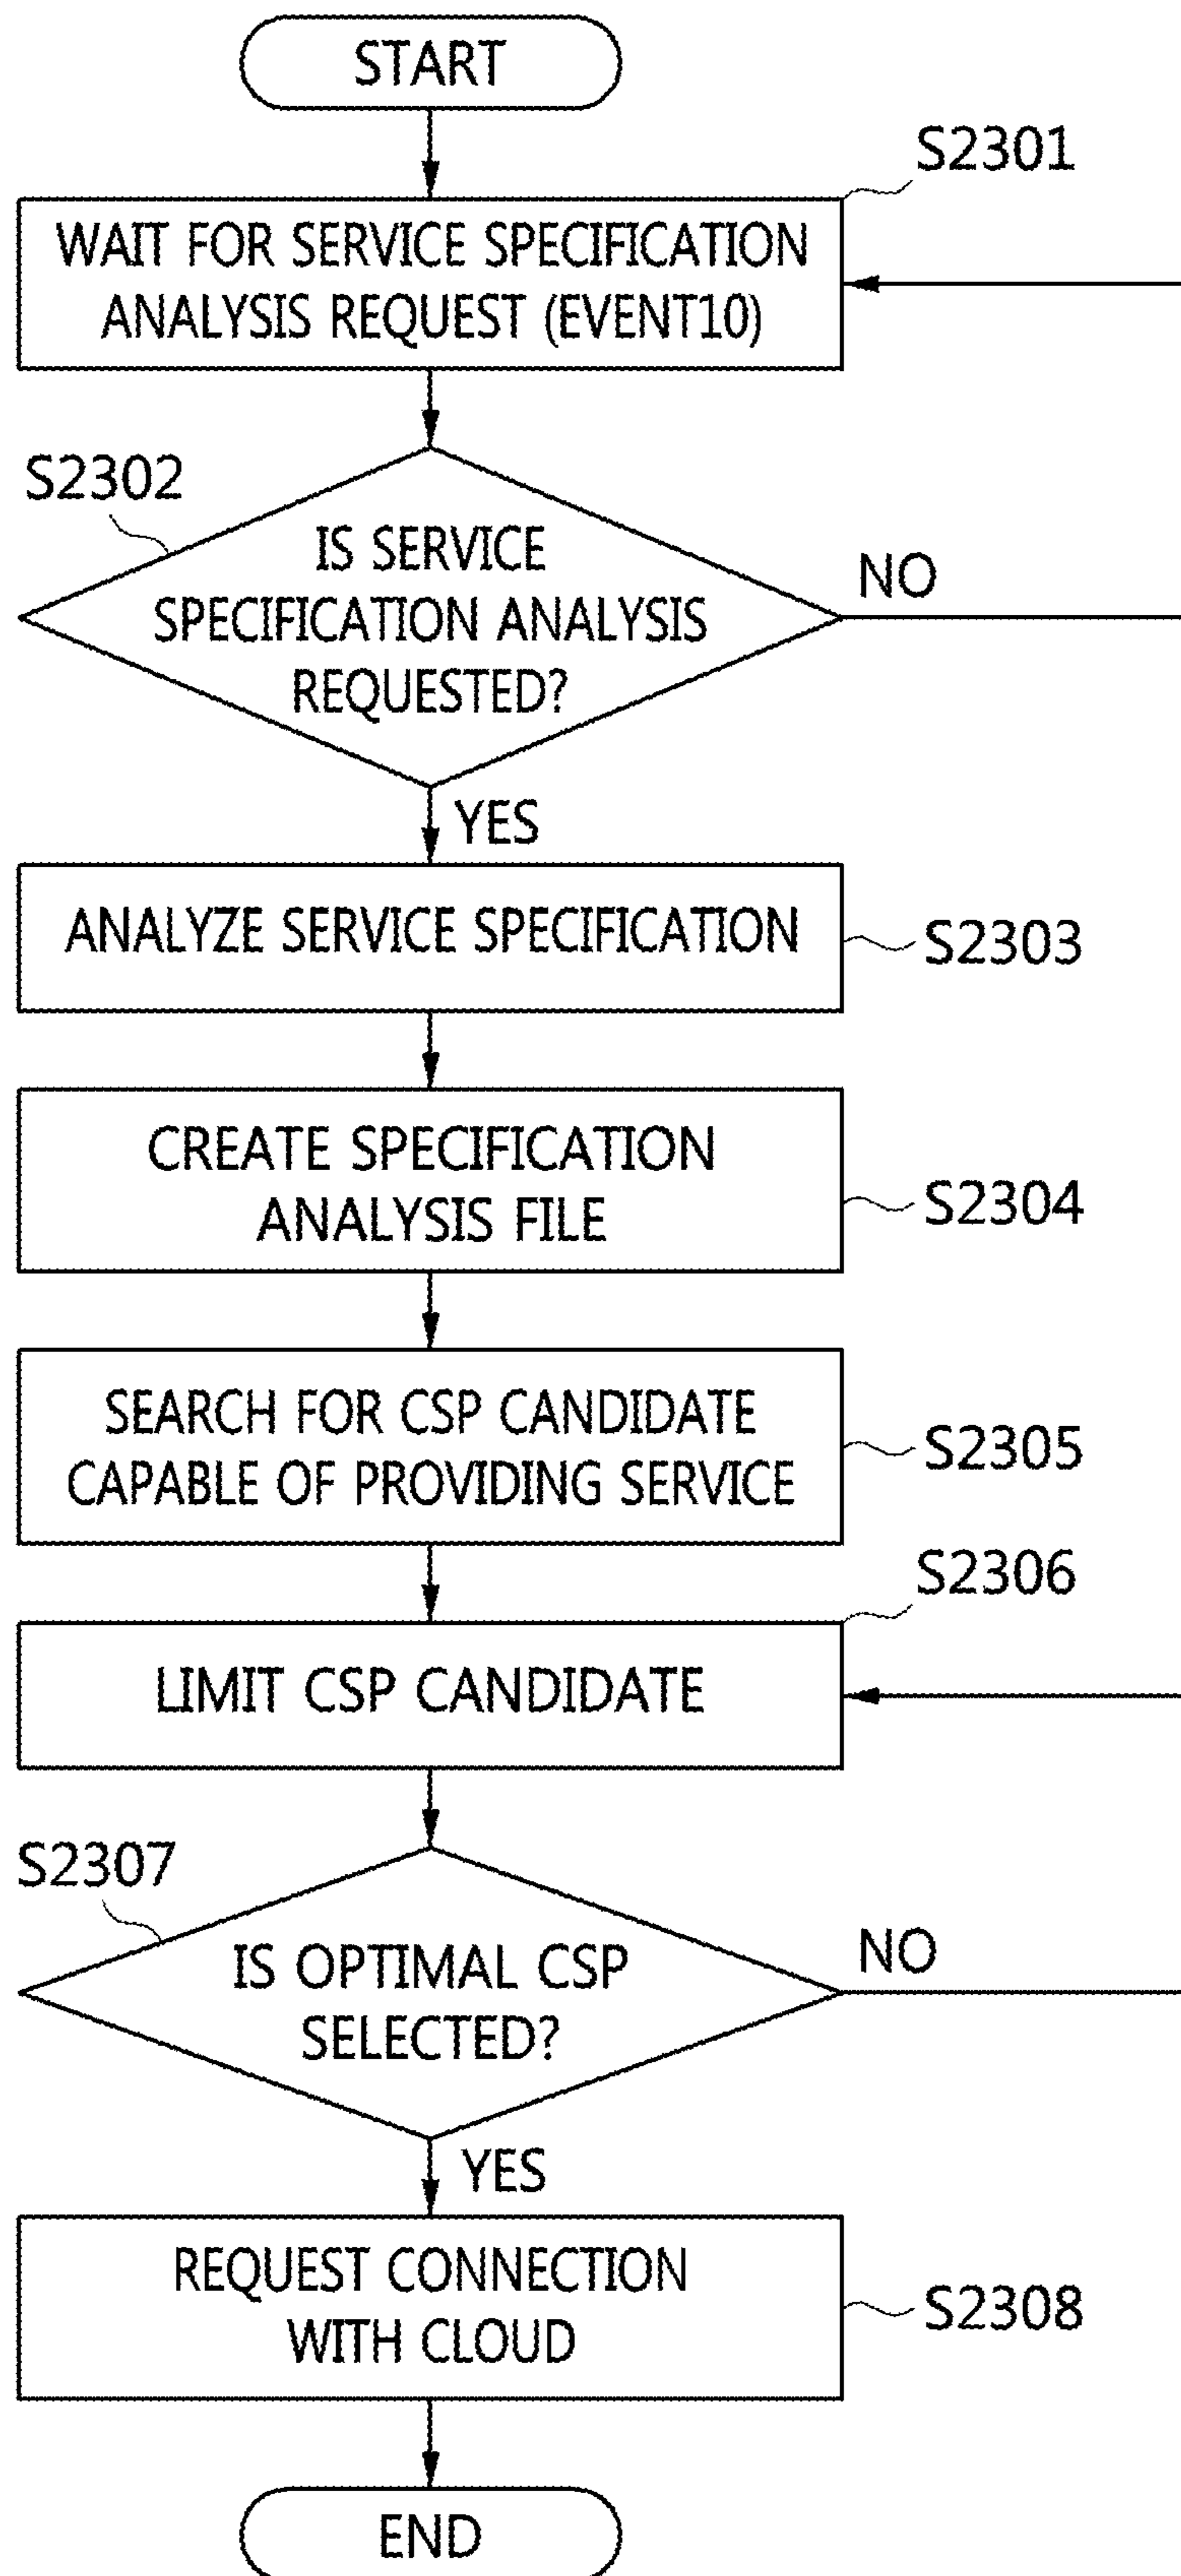 START
S2301
WAIT FOR SERVICE SPECIFICATION
ANALYSIS REQUEST (EVENT10)
S2302
IS SERVICE
SPECIFICATION ANALYSIS
REQUESTED?
NO
YES
ANALYZE SERVICE SPECIFICATION
S2303
CREATE SPECIFICATION
ANALYSIS FILE
S2304
SEARCH FOR CSP CANDIDATE
CAPABLE OF PROVIDING SERVICE
S2305
S2306
LIMIT CSP CANDIDATE
S2307
IS OPTIMAL CSP
SELECTED?
NO
YES
REQUEST CONNECTION
WITH CLOUD
S2308
END